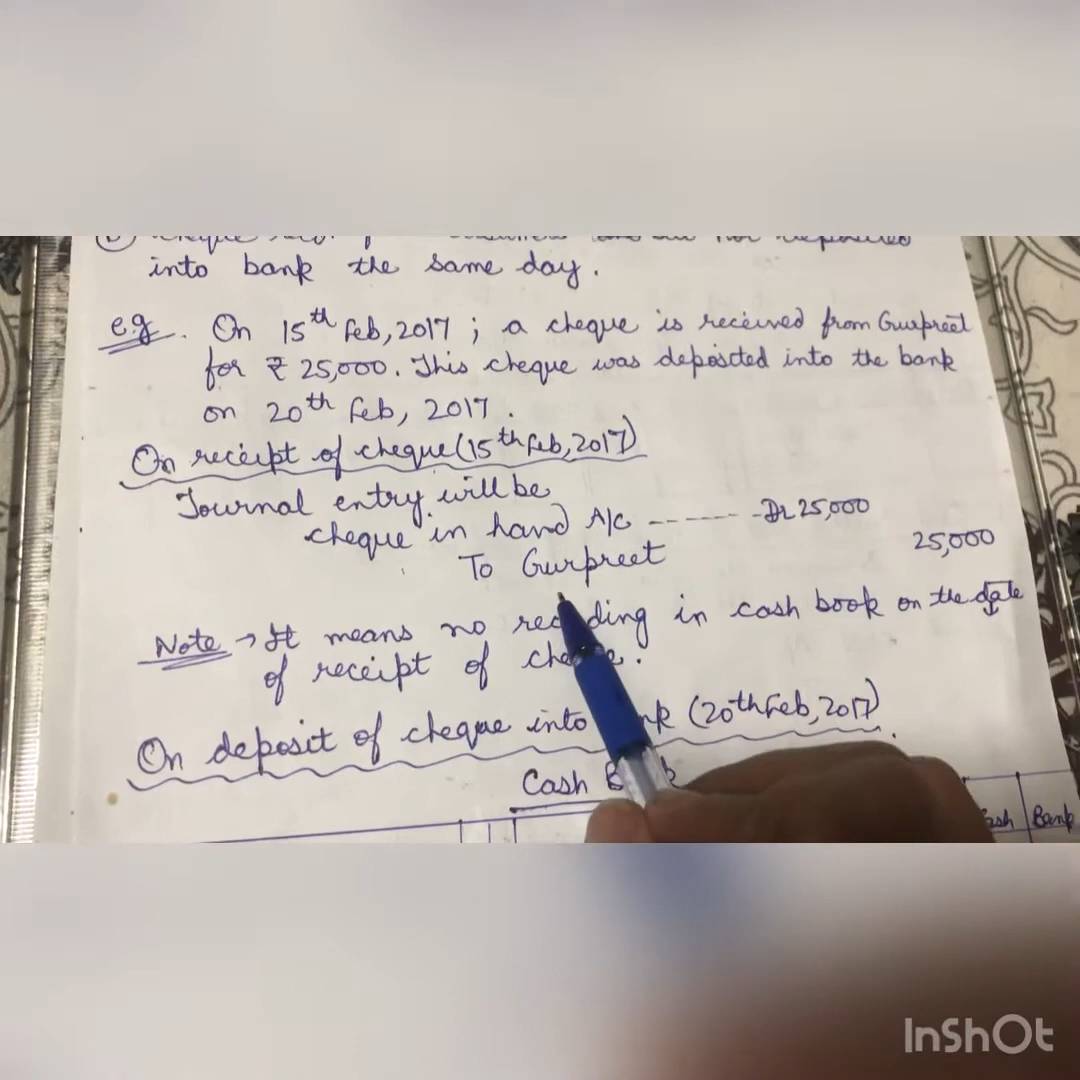 into bank the same day.
e.g. On 15th Feb, 2017 ; a cheque is received from Gurpreet
for ₹ 25,000. This cheque was deposited into the bank
on 20th Feb, 2017.
On receipt of cheque (15th Feb, 2017)
Journal entry will be
cheque in hand A/c ------- Dr 25,000
To Gurpreet 25,000
Note → It means no recording in cash book on the date
of receipt of cheque.
On deposit of cheque into Bank (20th Feb, 2017).
Cash Book
Cash Bank
InShOt